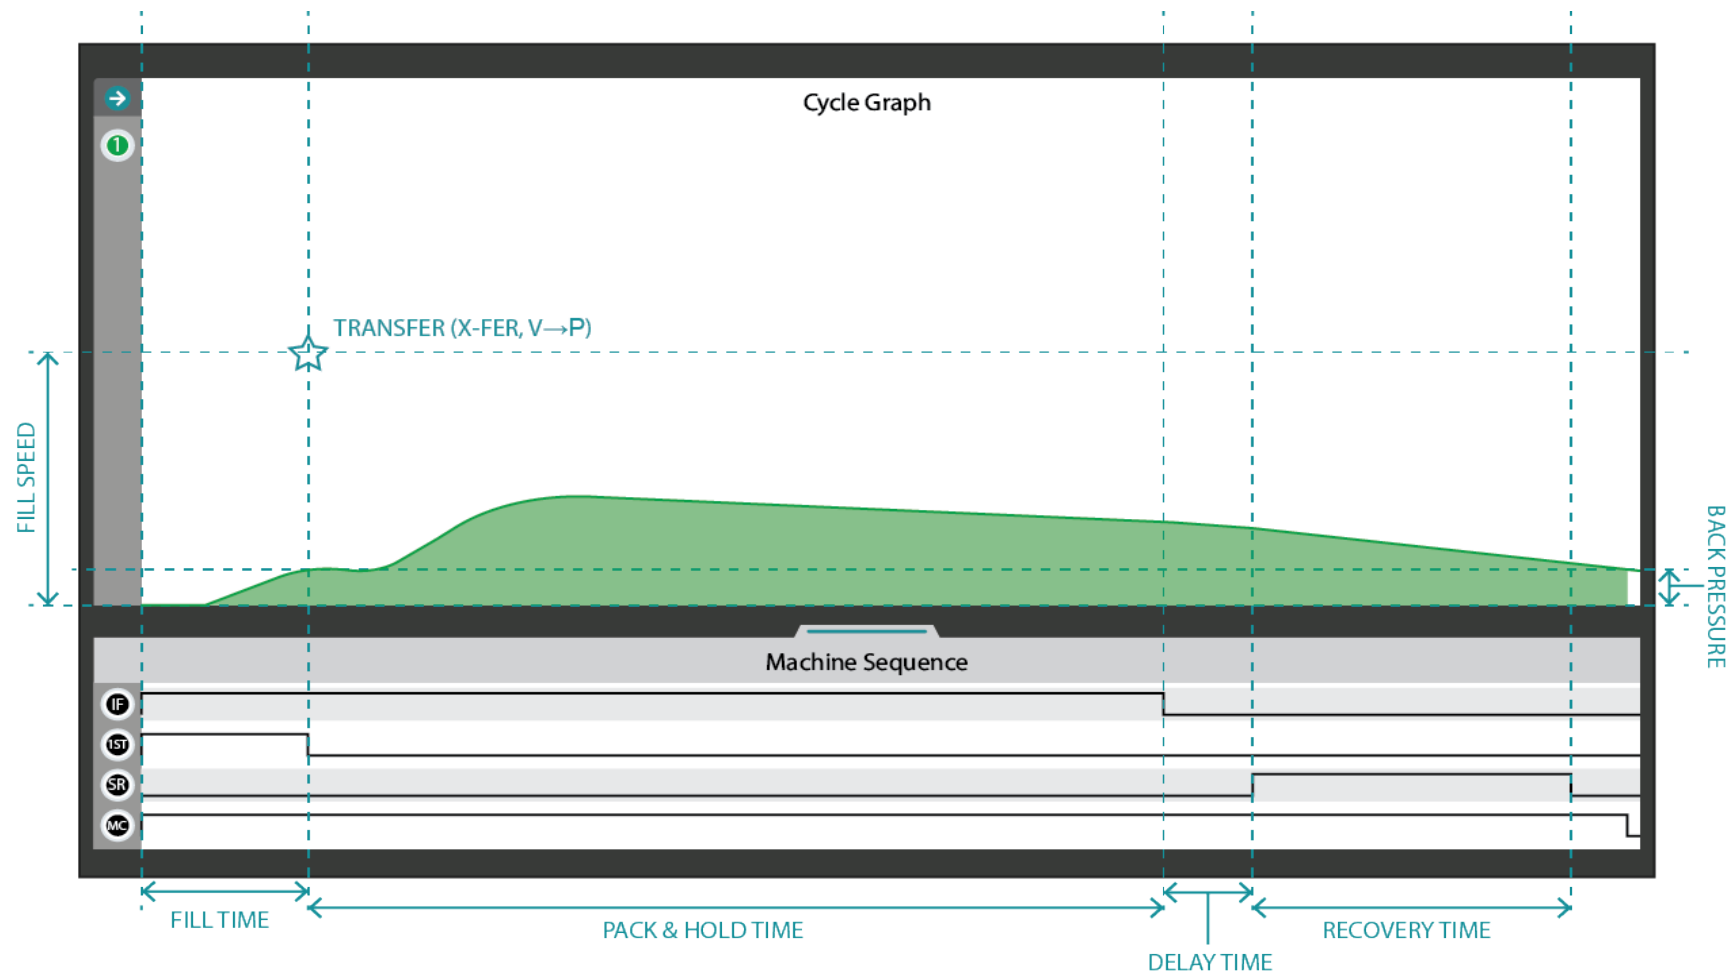 Cycle Graph
1
TRANSFER (X-FER, V→P)
FILL SPEED
BACK PRESSURE
Machine Sequence
IF
1ST
SR
MC
FILL TIME
PACK & HOLD TIME
DELAY TIME
RECOVERY TIME